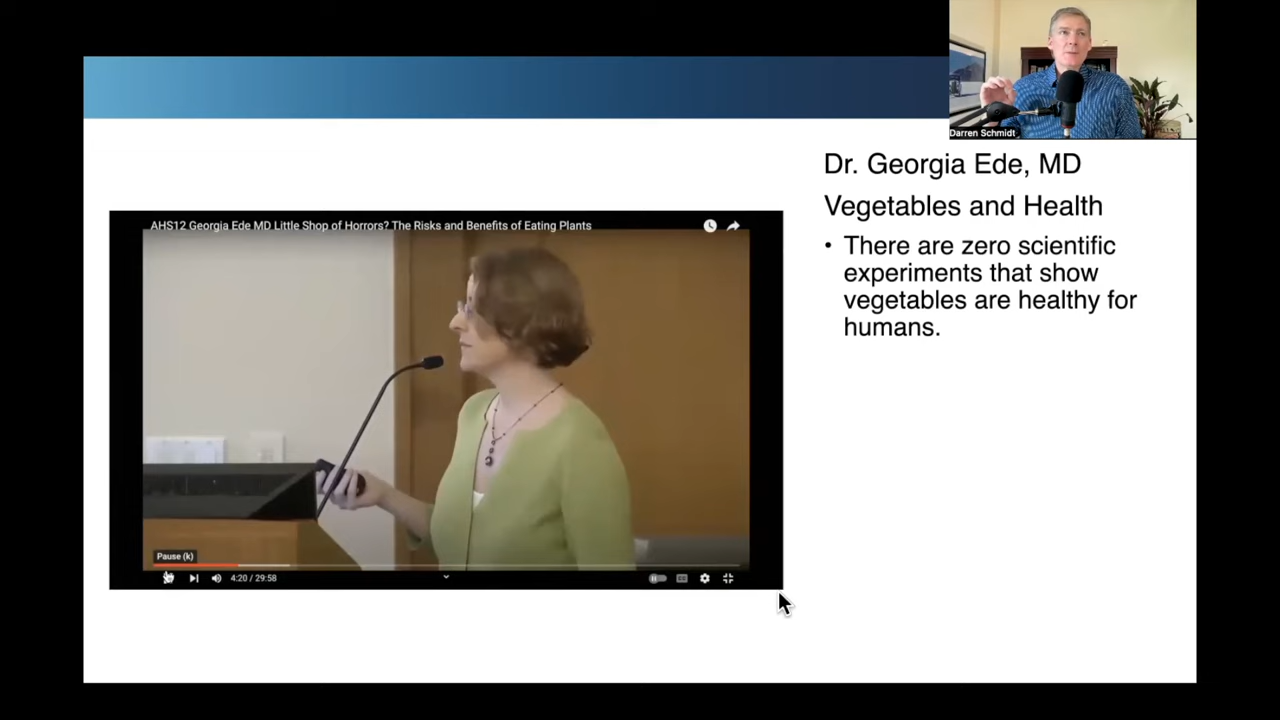 Darren Schmidt
Dr. Georgia Ede, MD
Vegetables and Health
• There are zero scientific
experiments that show
vegetables are healthy for
humans.
AHS12 Georgia Ede MD Little Shop of Horrors? The Risks and Benefits of Eating Plants
Pause (k)
4:20 / 29:58